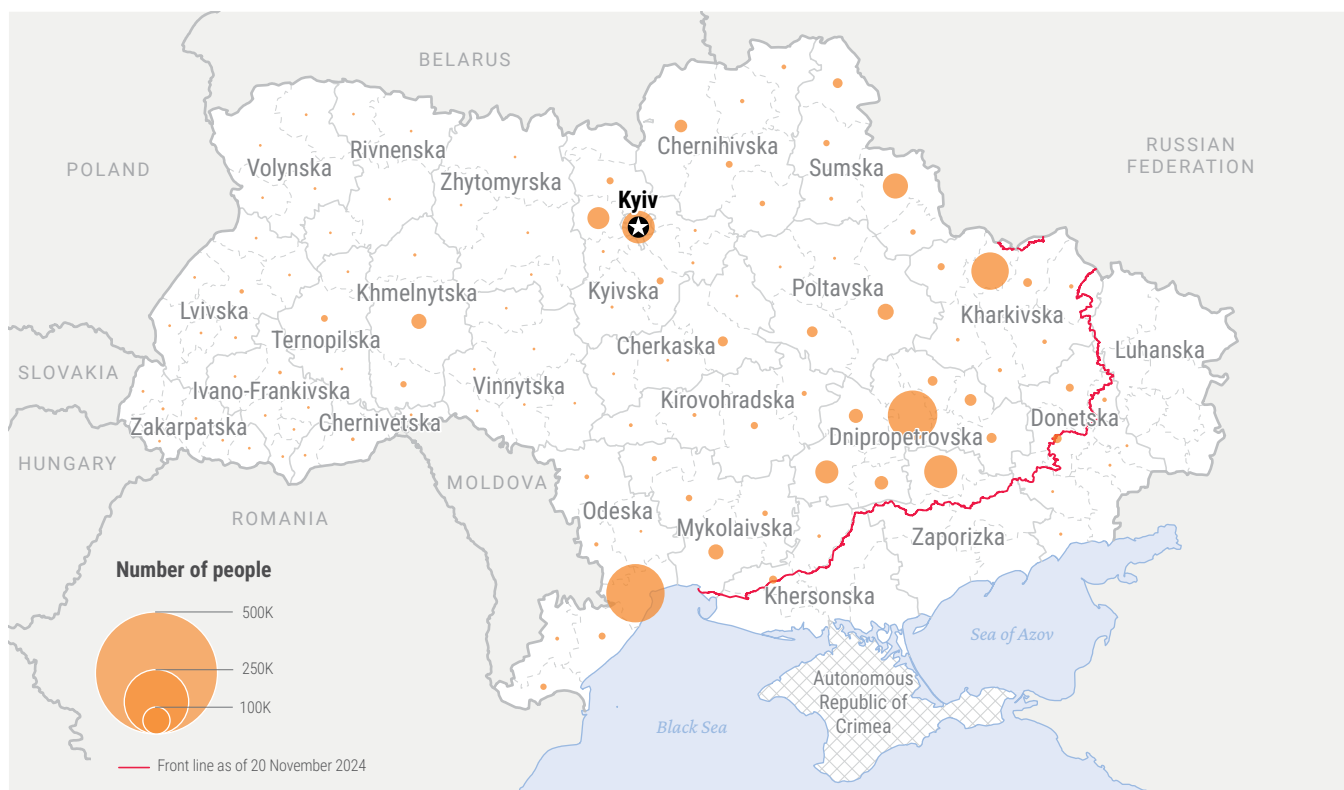 BELARUS
RUSSIAN
FEDERATION
POLAND
Volynska
Rivnenska
Zhytomyrska
Chernihivska
Sumska
Kyiv
Kyivska
Poltavska
Kharkivska
Lvivska
Khmelnytska
Ternopilska
Cherkaska
Luhanska
SLOVAKIA
Ivano-Frankivska
Vinnytska
Kirovohradska
Zakarpatska
Chernivetska
Dnipropetrovska
Donetska
HUNGARY
MOLDOVA
ROMANIA
Odeska
Mykolaivska
Zaporizka
Khersonska
Number of people
500K
250K
100K
Front line as of 20 November 2024
Sea of Azov
Autonomous
Republic of
Crimea
Black Sea